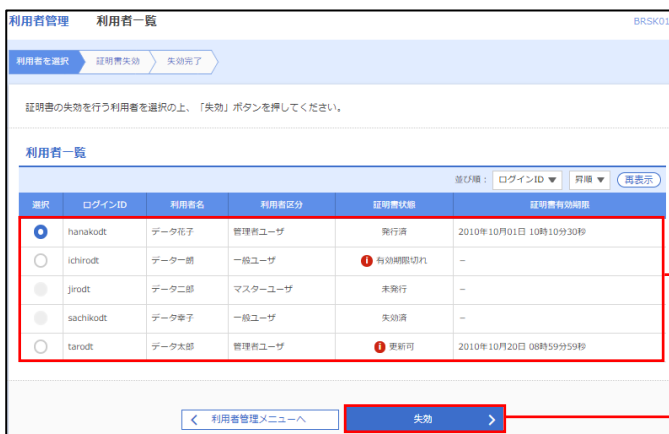 利用者管理 利用者一覧 BRSK01
利用者を選択 証明書失効 失効完了
証明書の失効を行う利用者を選択の上、「失効」ボタンを押してください。
利用者一覧
並び順： ログインID ▼ 昇順 ▼ 再表示
選択 ログインID 利用者名 利用者区分 証明書状態 証明書有効期限
hanakodt データ花子 管理者ユーザ 発行済 2010年10月01日 10時10分30秒
ichirodt データ一朗 一般ユーザ 有効期限切れ －
jirodt データ二郎 マスターユーザ 未発行 －
sachikodt データ幸子 一般ユーザ 失効済 －
tarodt データ太郎 管理者ユーザ 更新可 2010年10月20日 08時59分59秒
利用者管理メニューへ 失効